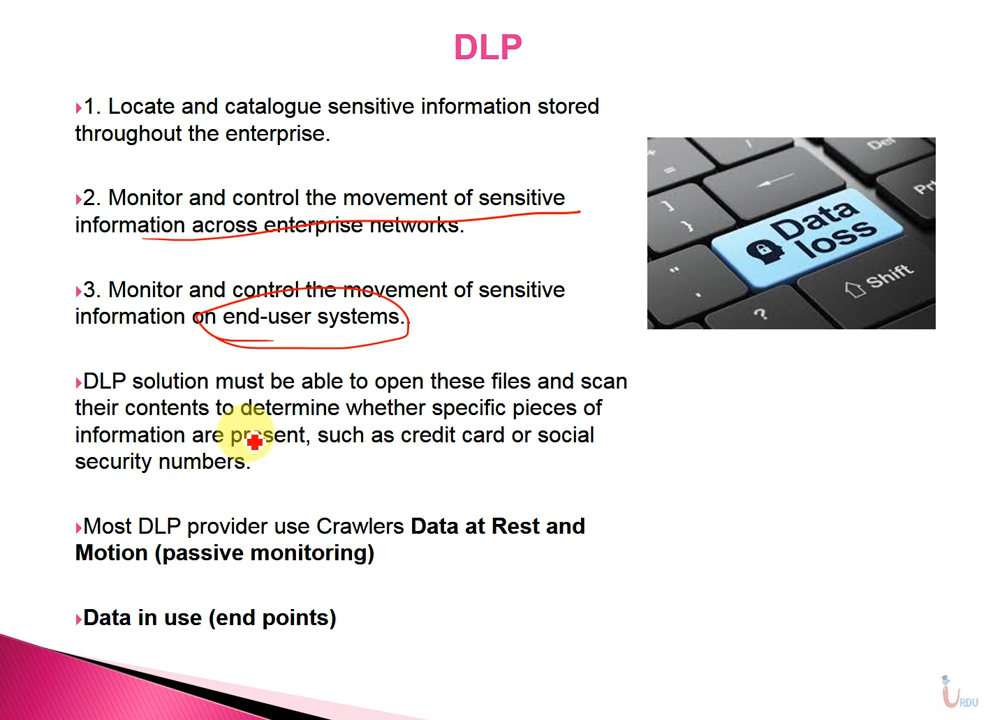 DLP
1. Locate and catalogue sensitive information stored
throughout the enterprise.
2. Monitor and control the movement of sensitive
information across enterprise networks.
3. Monitor and control the movement of sensitive
information on end-user systems.
DLP solution must be able to open these files and scan
their contents to determine whether specific pieces of
information are present, such as credit card or social
security numbers.
Most DLP provider use Crawlers Data at Rest and
Motion (passive monitoring)
Data in use (end points)
Del
Data
loss
Shift
URDU